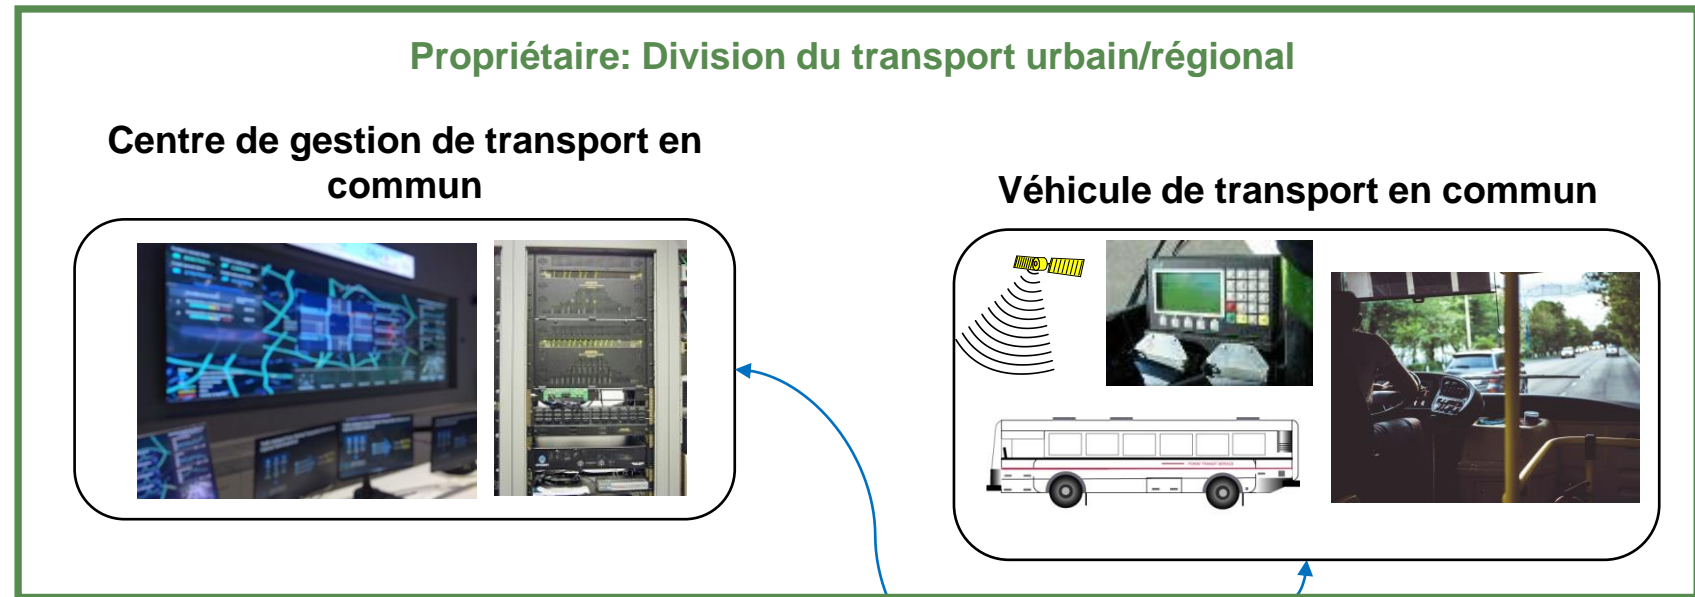 Propriétaire: Division du transport urbain/régional
Centre de gestion de transport en
commun
Véhicule de transport en commun